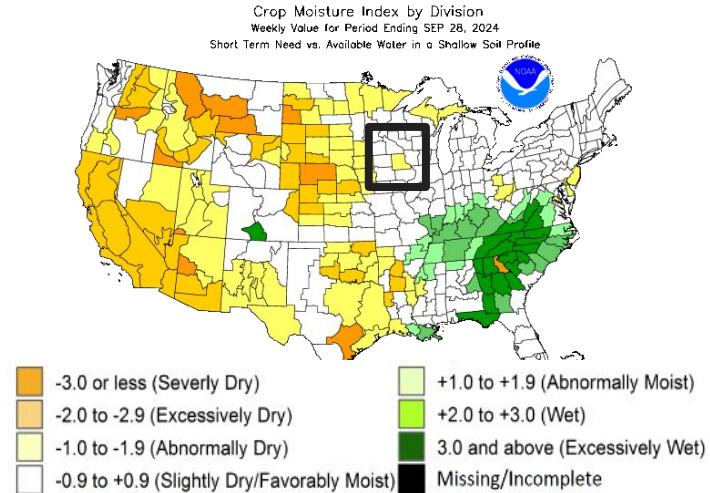 Crop Moisture Index by Division
Weekly Value for Period Ending SEP 28, 2024
Short Term Need vs. Available Water in a Shallow Soil Profile
NOAA
-3.0 or less (Severly Dry)
-2.0 to -2.9 (Excessively Dry)
-1.0 to -1.9 (Abnormally Dry)
-0.9 to +0.9 (Slightly Dry/Favorably Moist)
+1.0 to +1.9 (Abnormally Moist)
+2.0 to +3.0 (Wet)
3.0 and above (Excessively Wet)
Missing/Incomplete